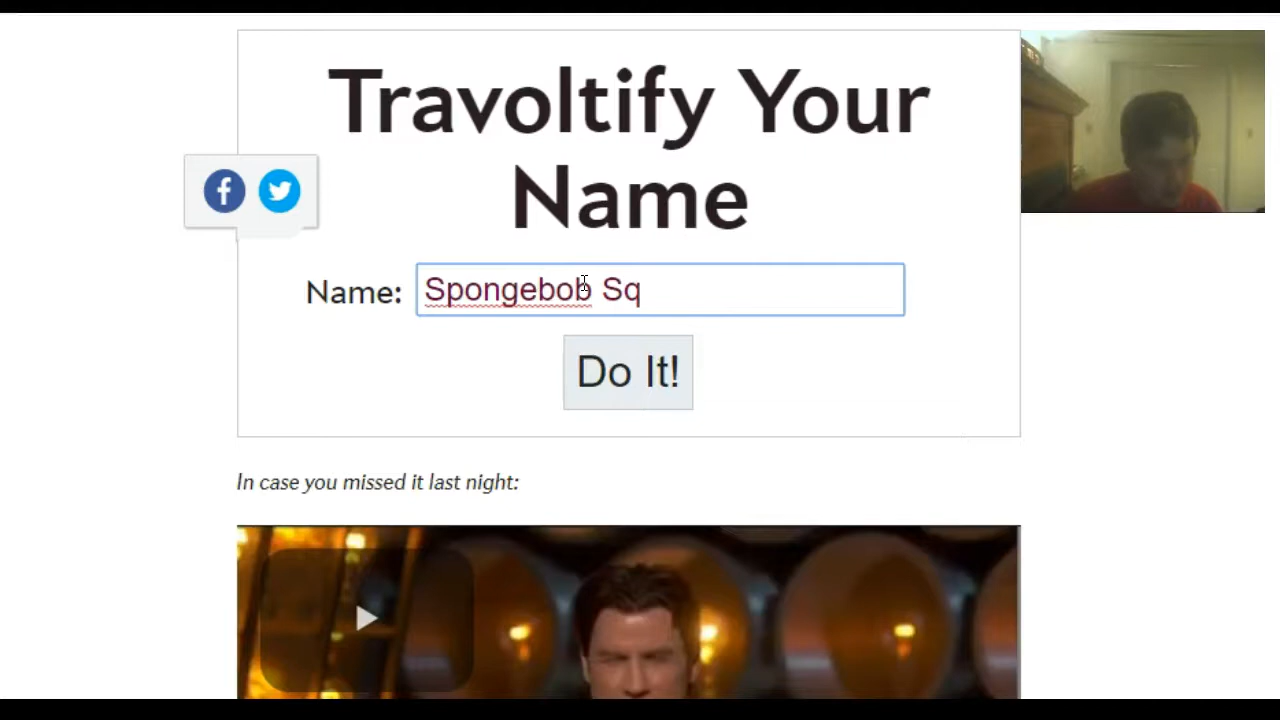 Travoltify Your
Name
Name: Spongebob Sq
Do It!
In case you missed it last night: